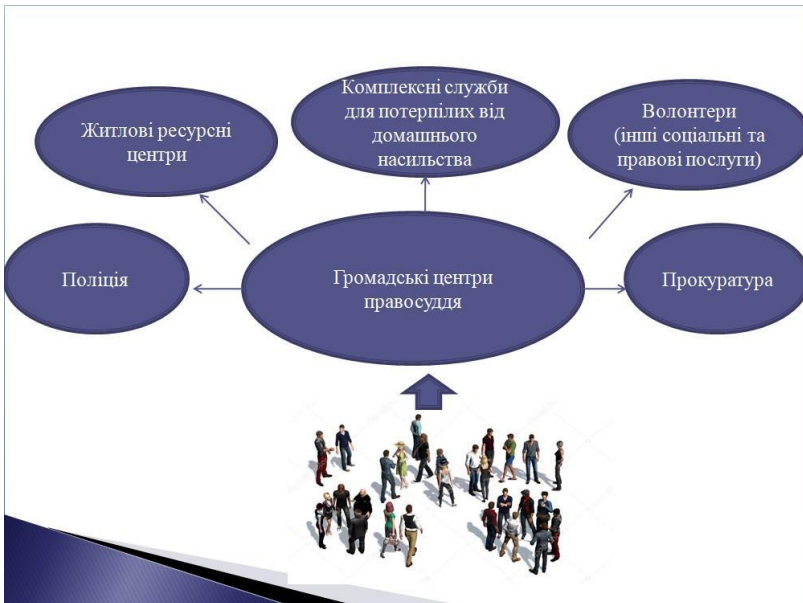 Комплексні служби
для потерпілих від
домашнього
насильства
Житлові ресурсні
центри
Волонтери
(інші соціальні та
правові послуги)
Поліція
Громадські центри
правосуддя
Прокуратура